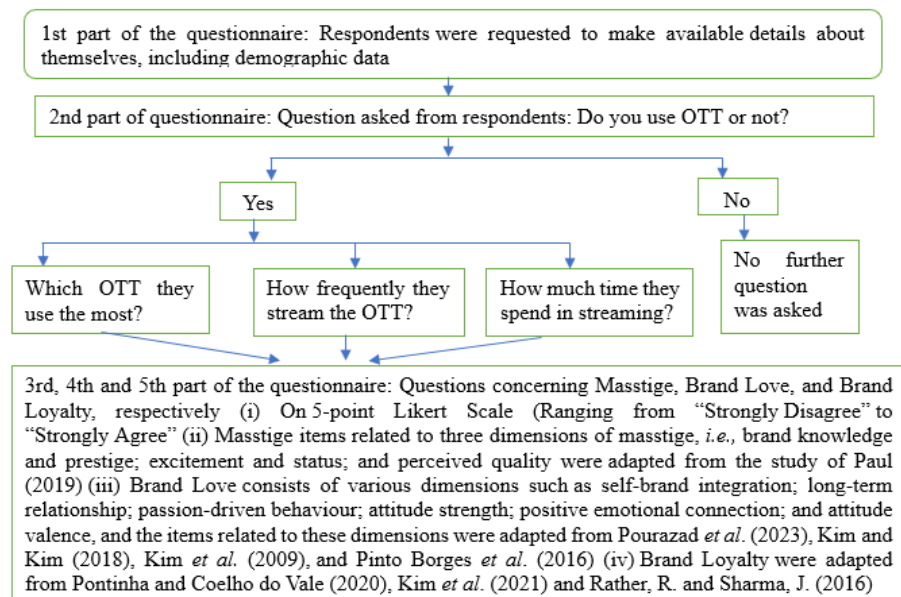 1st part of the questionnaire: Respondents were requested to make available details about
themselves, including demographic data
2nd part of questionnaire: Question asked from respondents: Do you use OTT or not?
Yes
No
Which OTT they
use the most?
How frequently they
stream the OTT?
How much time they
spend in streaming?
No further
question
was asked
3rd, 4th and 5th part of the questionnaire: Questions concerning Masstige, Brand Love, and Brand
Loyalty, respectively (i) On 5-point Likert Scale (Ranging from “Strongly Disagree” to
“Strongly Agree” (ii) Masstige items related to three dimensions of masstige, i.e., brand knowledge
and prestige; excitement and status; and perceived quality were adapted from the study of Paul
(2019) (iii) Brand Love consists of various dimensions such as self-brand integration; long-term
relationship; passion-driven behaviour; attitude strength; positive emotional connection; and attitude
valence, and the items related to these dimensions were adapted from Pourazad et al. (2023), Kim and
Kim (2018), Kim et al. (2009), and Pinto Borges et al. (2016) (iv) Brand Loyalty were adapted
from Pontinha and Coelho do Vale (2020), Kim et al. (2021) and Rather, R. and Sharma, J. (2016)